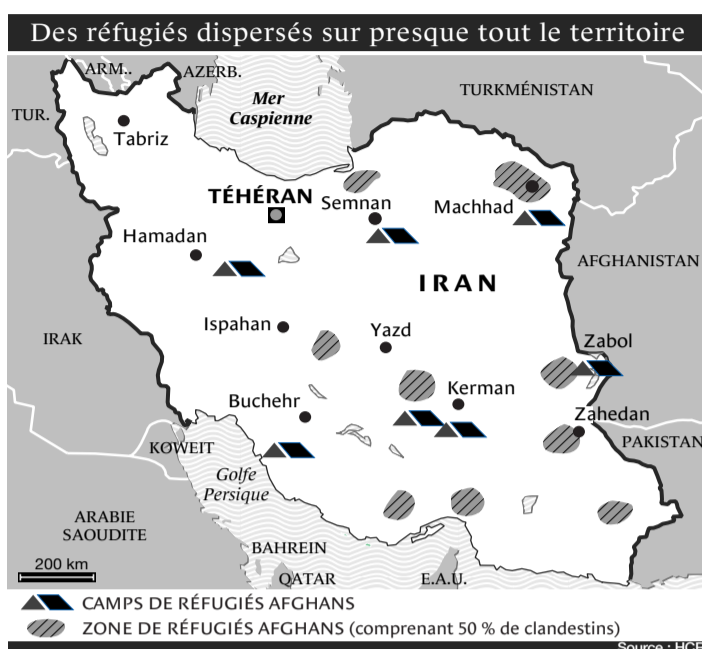 Des réfugiés dispersés sur presque tout le territoire
ARM..
AZERB.
TUR.
Mer
Caspienne
TURKMÉNISTAN
Tabriz
TÉHÉRAN
Semnan
Machhad
Hamadan
AFGHANISTAN
IRAN
Ispahan
Yazd
Zabol
IRAK
Buchehr
Kerman
Zahedan
KOWEIT
PAKISTAN
Golfe
Persique
ARABIE
SAOUDITE
BAHREIN
200 km
QATAR
E.A.U.
CAMPS DE RÉFUGIÉS AFGHANS
ZONE DE RÉFUGIÉS AFGHANS (comprenant 50 % de clandestins)
Source : HCR